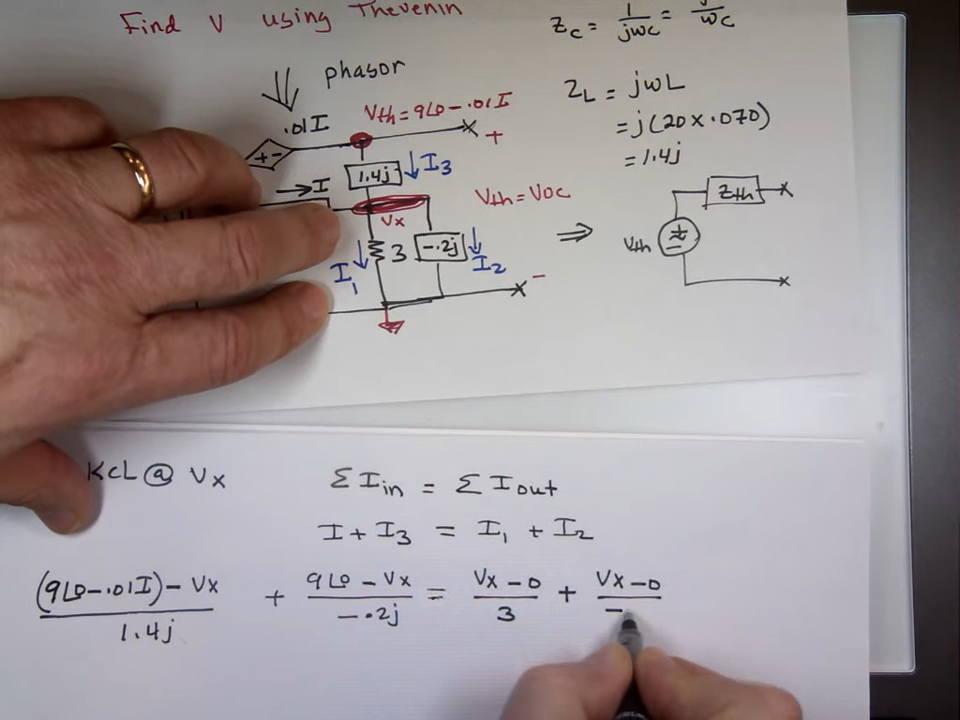 Find V using Thevenin
Zc = 1/jωC = j/ωC
phasor
.01I
Vth = 9∠0 - .01I
+
ZL = jωL
= j(20 x .070)
= 1.4j
+ -
1.4j
I3
I
Vx
Vth = Voc
Zth
Vth
+
-
3
-.2j
I1
I2
-
KCL @ Vx
ΣIin = ΣIout
I + I3 = I1 + I2
(9∠0 - .01I) - Vx / 1.4j + 9∠0 - Vx / -.2j = Vx - 0 / 3 + Vx - 0 / -